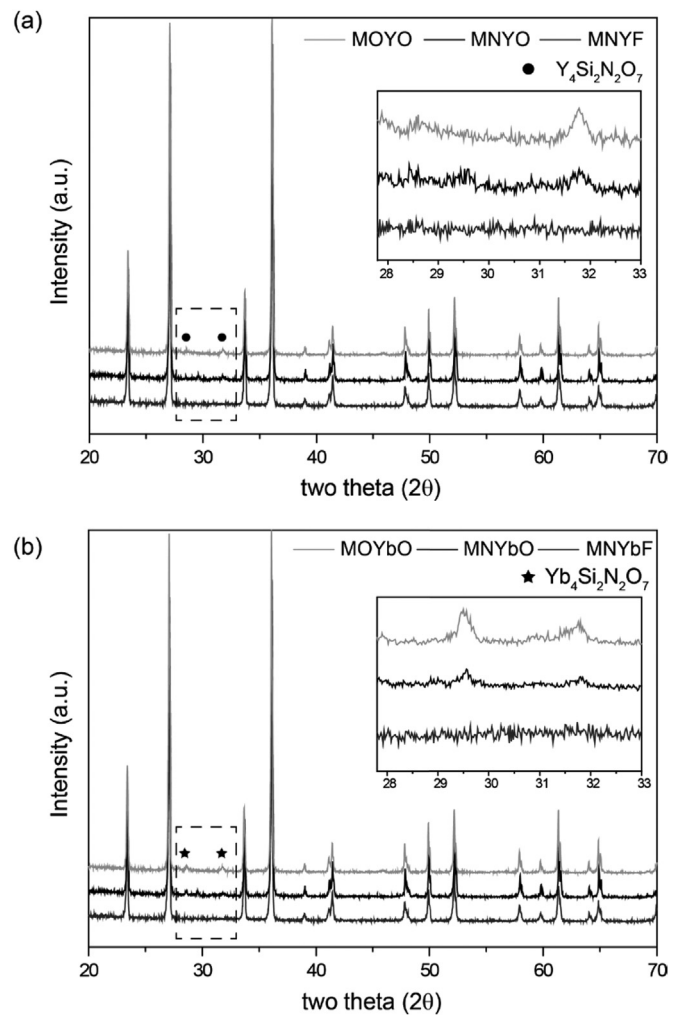 (a)
MOYO MNYO MNYF
Y₄Si₂N₂O₇
28 29 30 31 32 33
Intensity (a.u.)
20 30 40 50 60 70
two theta (2θ)
(b)
MOYbO MNYbO MNYbF
Yb₄Si₂N₂O₇
28 29 30 31 32 33
Intensity (a.u.)
20 30 40 50 60 70
two theta (2θ)